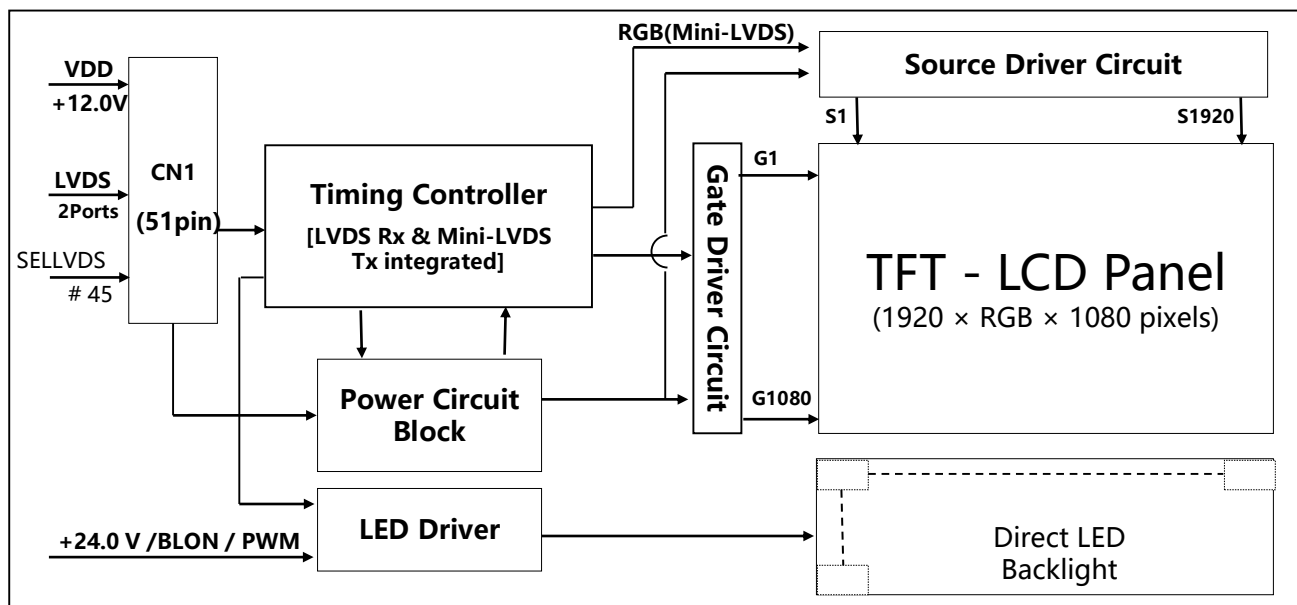 RGB(Mini-LVDS)
Source Driver Circuit
VDD
+12.0V
S1
S1920
CN1
(51pin)
LVDS
2Ports
SELLVDS
# 45
Timing Controller
[LVDS Rx & Mini-LVDS
Tx integrated]
Gate Driver Circuit
G1
G1080
TFT - LCD Panel
(1920 × RGB × 1080 pixels)
Power Circuit
Block
LED Driver
+24.0 V /BLON / PWM
Direct LED
Backlight